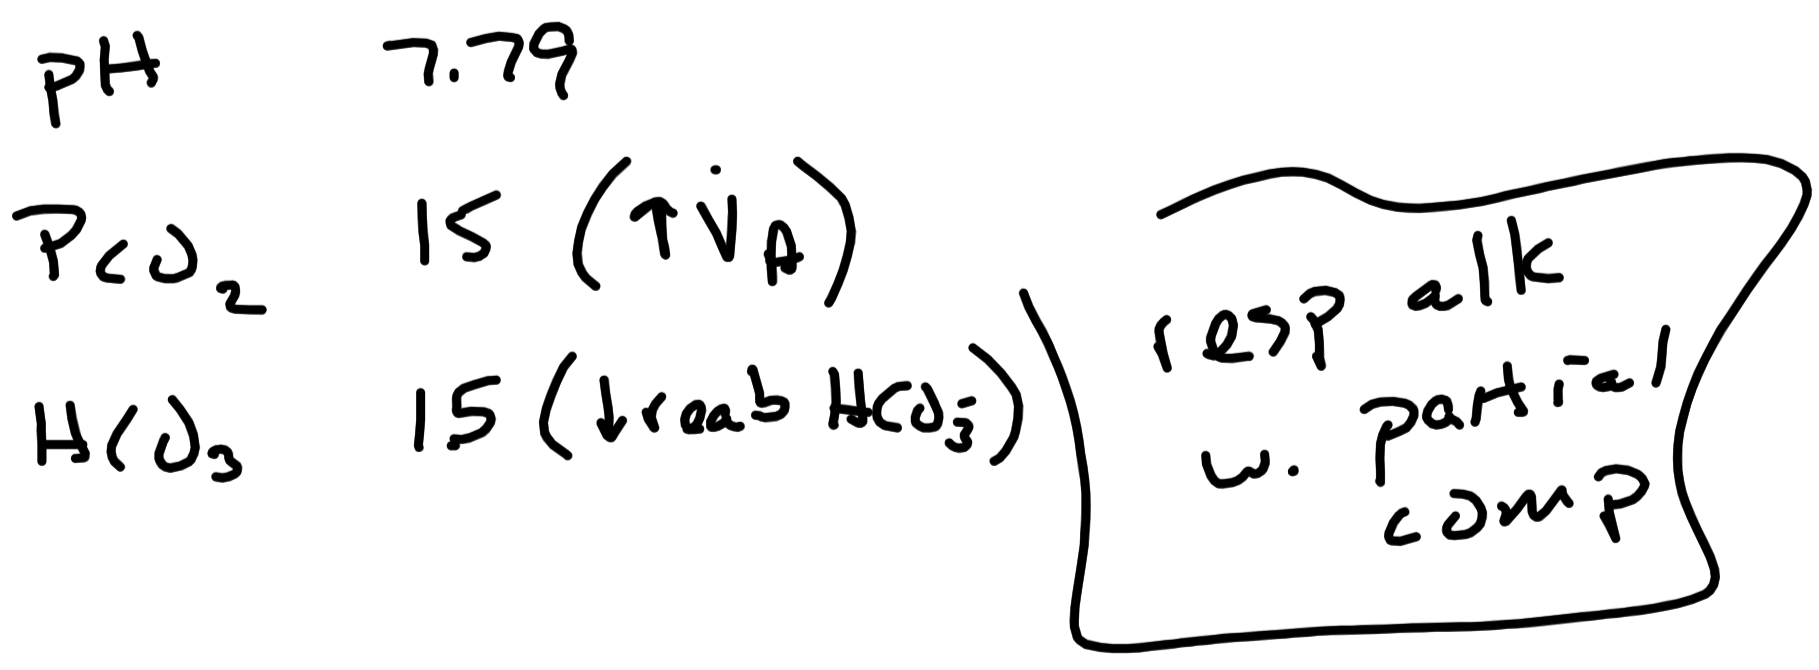 pH 7.79
PCO2 15 (↑V̇A)
HCO3 15 (↓reab HCO3-)
resp alk
w. partial
comp